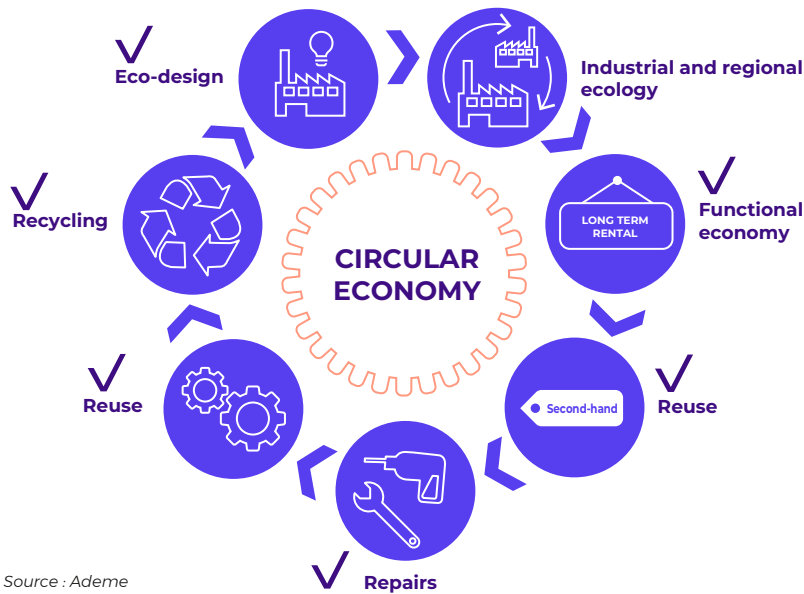 Eco-design
Industrial and regional
ecology
Recycling
LONG TERM
RENTAL
Functional
economy
CIRCULAR
ECONOMY
Reuse
Second-hand
Reuse
Repairs
Source : Ademe